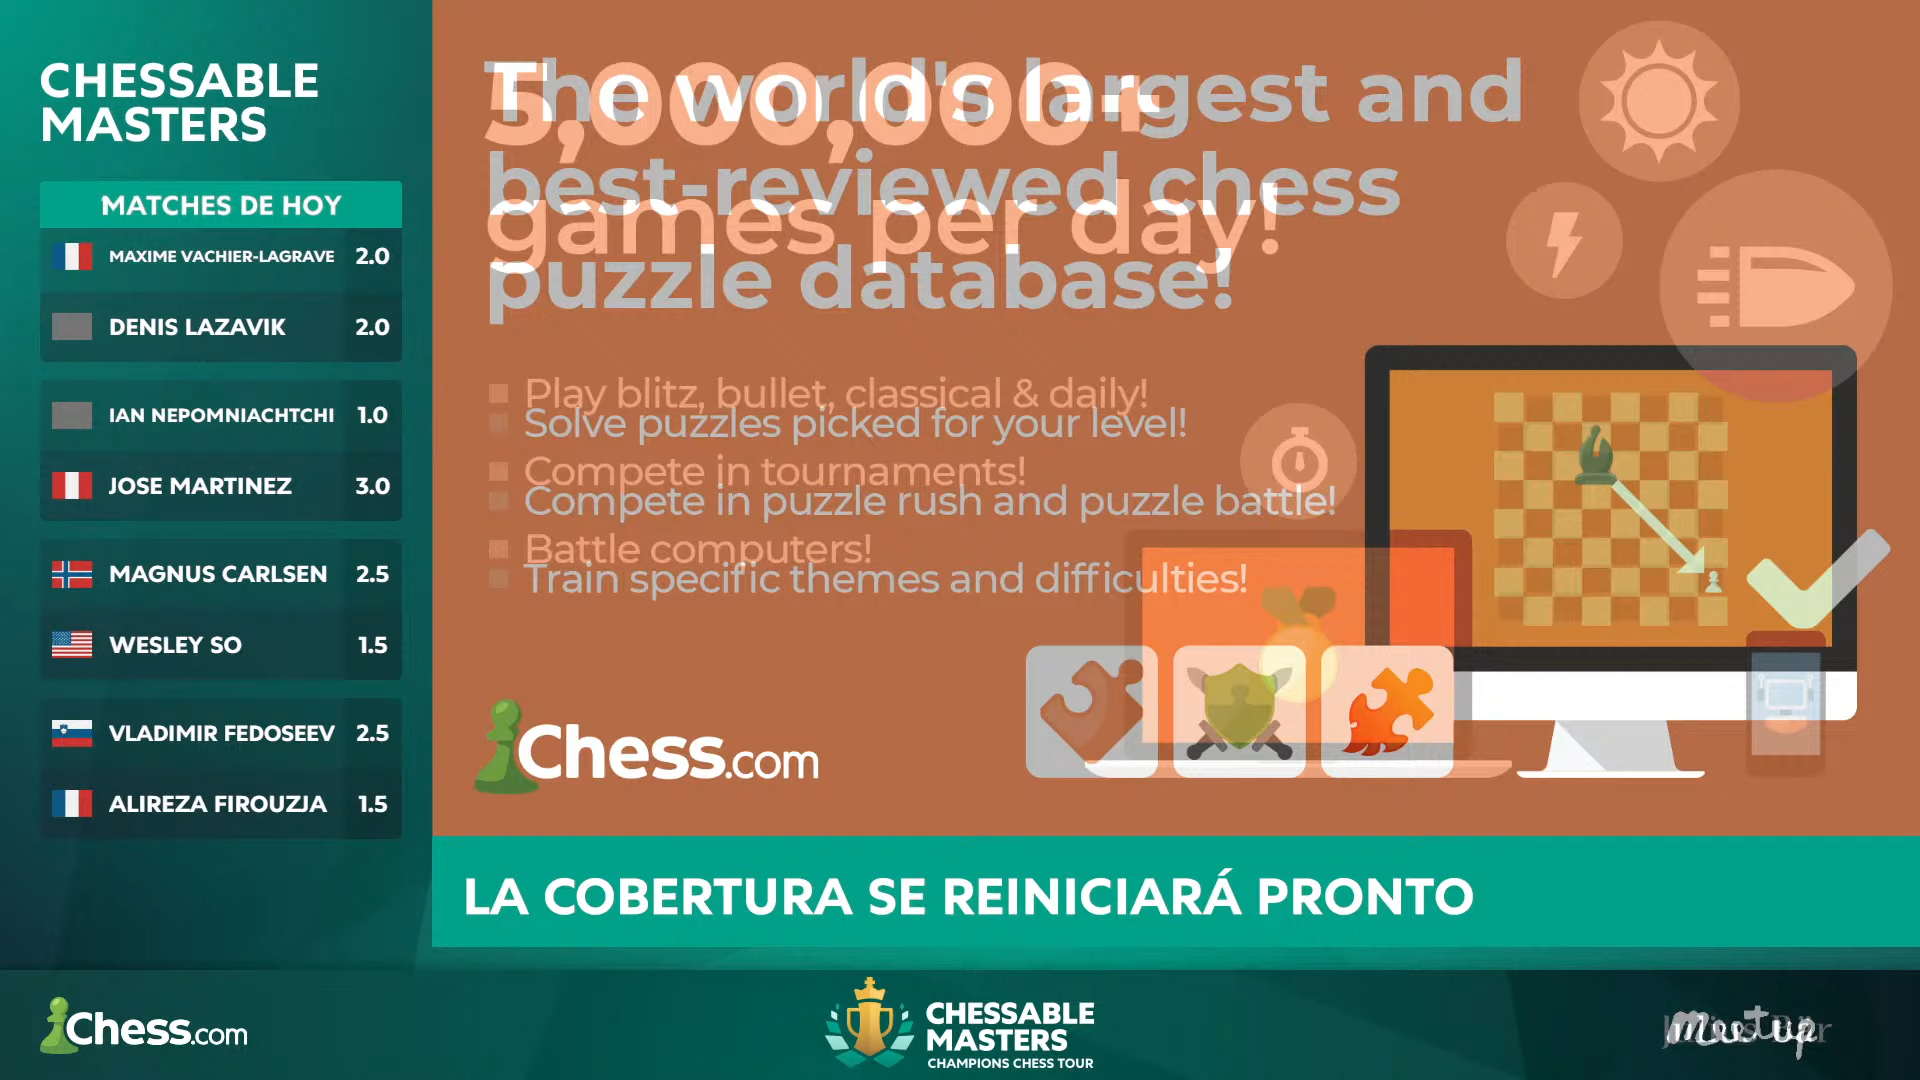 CHESSABLE
MASTERS
MATCHES DE HOY
MAXIME VACHIER-LAGRAVE 2.0
DENIS LAZAVIK 2.0
IAN NEPOMNIACHTCHI 1.0
JOSE MARTINEZ 3.0
MAGNUS CARLSEN 2.5
WESLEY SO 1.5
VLADIMIR FEDOSEEV 2.5
ALIREZA FIROUZJA 1.5
The world's largest and
best-reviewed chess
puzzle database!
5,000,000+
games per day!
Play blitz, bullet, classical & daily!
Solve puzzles picked for your level!
Compete in tournaments!
Compete in puzzle rush and puzzle battle!
Battle computers!
Train specific themes and difficulties!
Chess.com
LA COBERTURA SE REINICIARÁ PRONTO
Chess.com
CHESSABLE
MASTERS
CHAMPIONS CHESS TOUR
Meetup